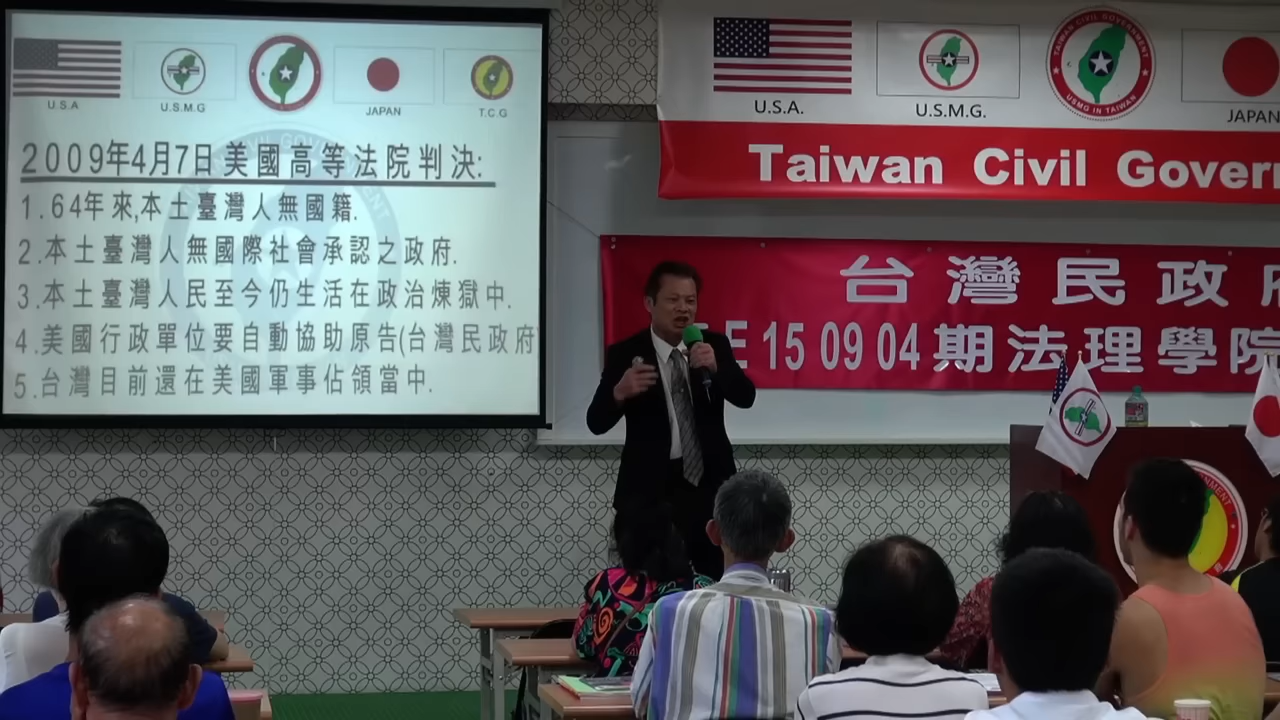 U.S.A
U.S.M.G
JAPAN
T.C.G
2009年4月7日美國高等法院判決:
1.64年來,本土臺灣人無國籍.
2.本土臺灣人無國際社會承認之政府.
3.本土臺灣人民至今仍生活在政治煉獄中.
4.美國行政單位要自動協助原告(台灣民政府
5.台灣目前還在美國軍事佔領當中.
U.S.A.
U.S.M.G.
TAIWAN CIVIL GOVERNMENT
USMG IN TAIWAN
JAPAN
Taiwan Civil Govern
台灣民政府
E 15 09 04 期法理學院